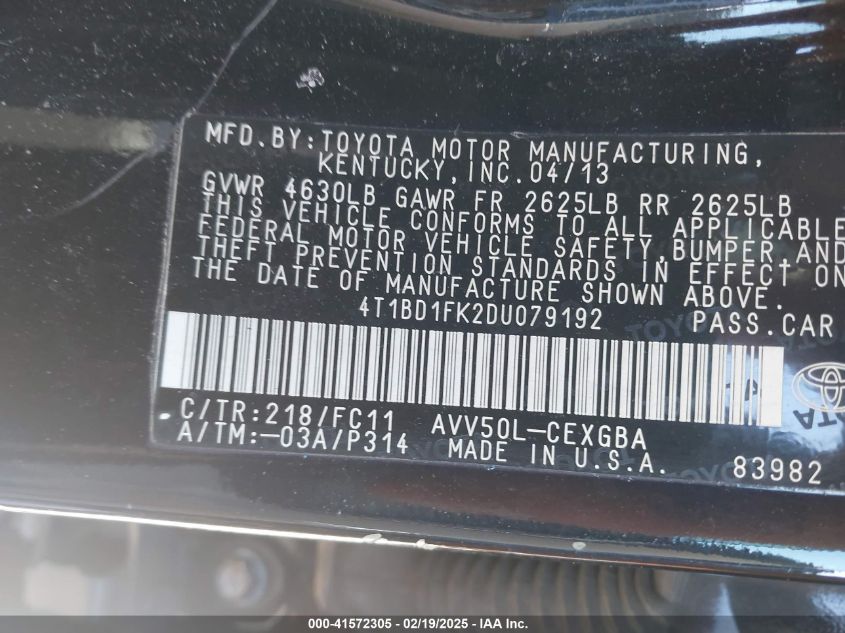 MFD.BY:TOYOTA MOTOR MANUFACTURING,
KENTUCKY,INC.04/13
GVWR 4630LB GAWR FR 2625LB RR 2625LB
THIS VEHICLE CONFORMS TO ALL APPLICABLE
FEDERAL MOTOR VEHICLE SAFETY,BUMPER,AND
THEFT PREVENTION STANDARDS IN EFFECT ON
THE DATE OF MANUFACTURE SHOWN ABOVE.
4T1BD1FK2DU079192 PASS.CAR
C/TR:218/FC11 AVV50L-CEXGBA
A/TM:-03A/P314 MADE IN U.S.A. 83982
000-41572305 - 02/19/2025 - IAA Inc.